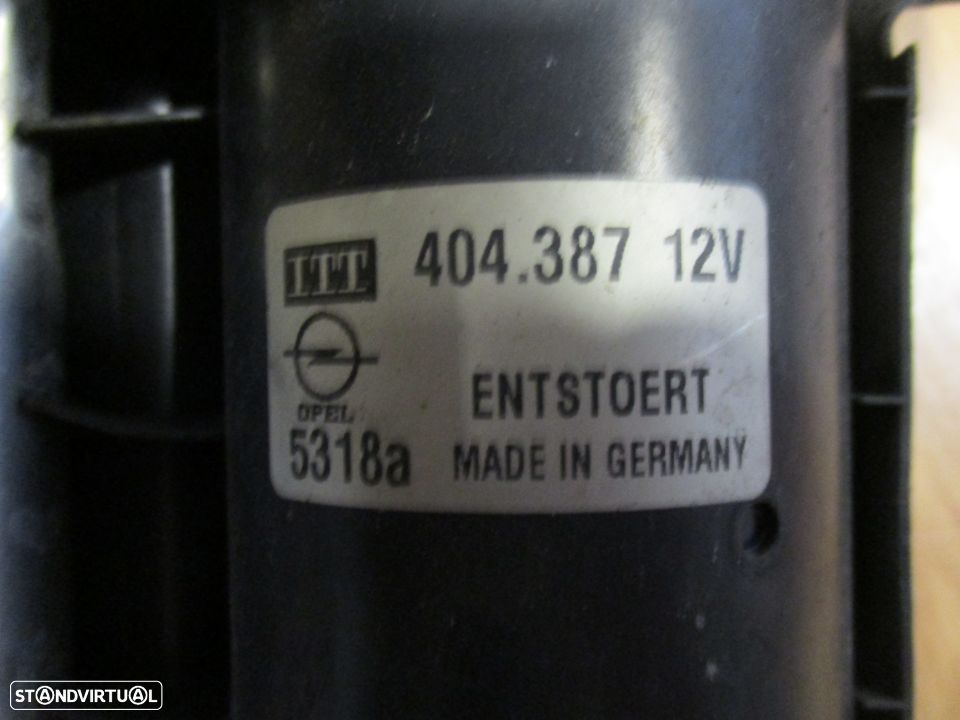 ITT 404.387 12V
OPEL ENTSTOERT
5318a MADE IN GERMANY
STANDVIRTUAL